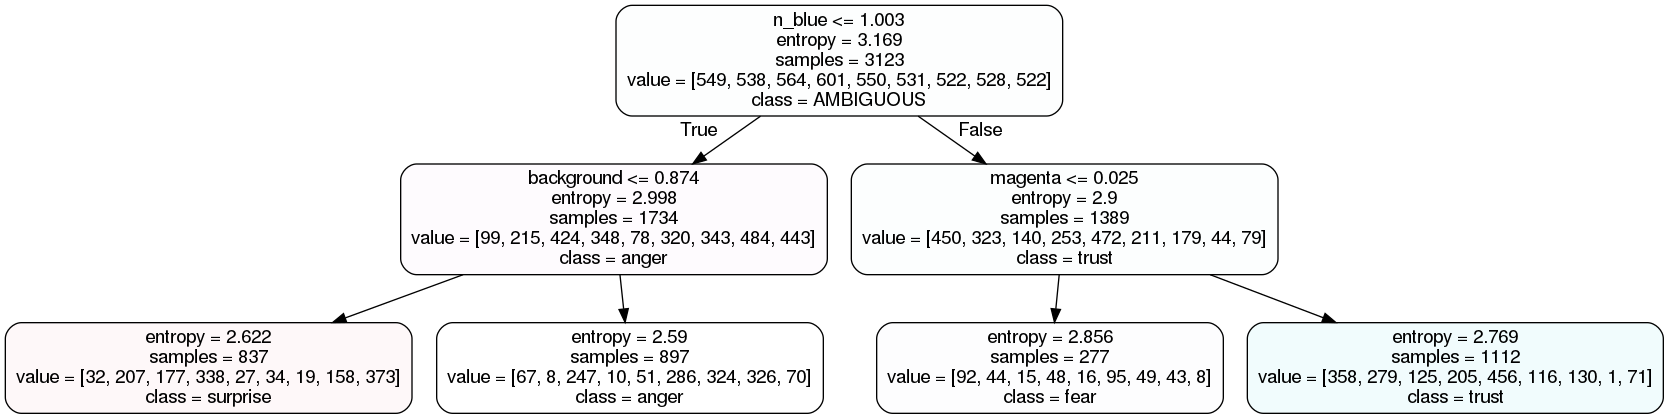 n_blue <= 1.003
entropy = 3.169
samples = 3123
value = [549, 538, 564, 601, 550, 531, 522, 528, 522]
class = AMBIGUOUS
True
False
background <= 0.874
entropy = 2.998
samples = 1734
value = [99, 215, 424, 348, 78, 320, 343, 484, 443]
class = anger
magenta <= 0.025
entropy = 2.9
samples = 1389
value = [450, 323, 140, 253, 472, 211, 179, 44, 79]
class = trust
entropy = 2.622
samples = 837
value = [32, 207, 177, 338, 27, 34, 19, 158, 373]
class = surprise
entropy = 2.59
samples = 897
value = [67, 8, 247, 10, 51, 286, 324, 326, 70]
class = anger
entropy = 2.856
samples = 277
value = [92, 44, 15, 48, 16, 95, 49, 43, 8]
class = fear
entropy = 2.769
samples = 1112
value = [358, 279, 125, 205, 456, 116, 130, 1, 71]
class = trust